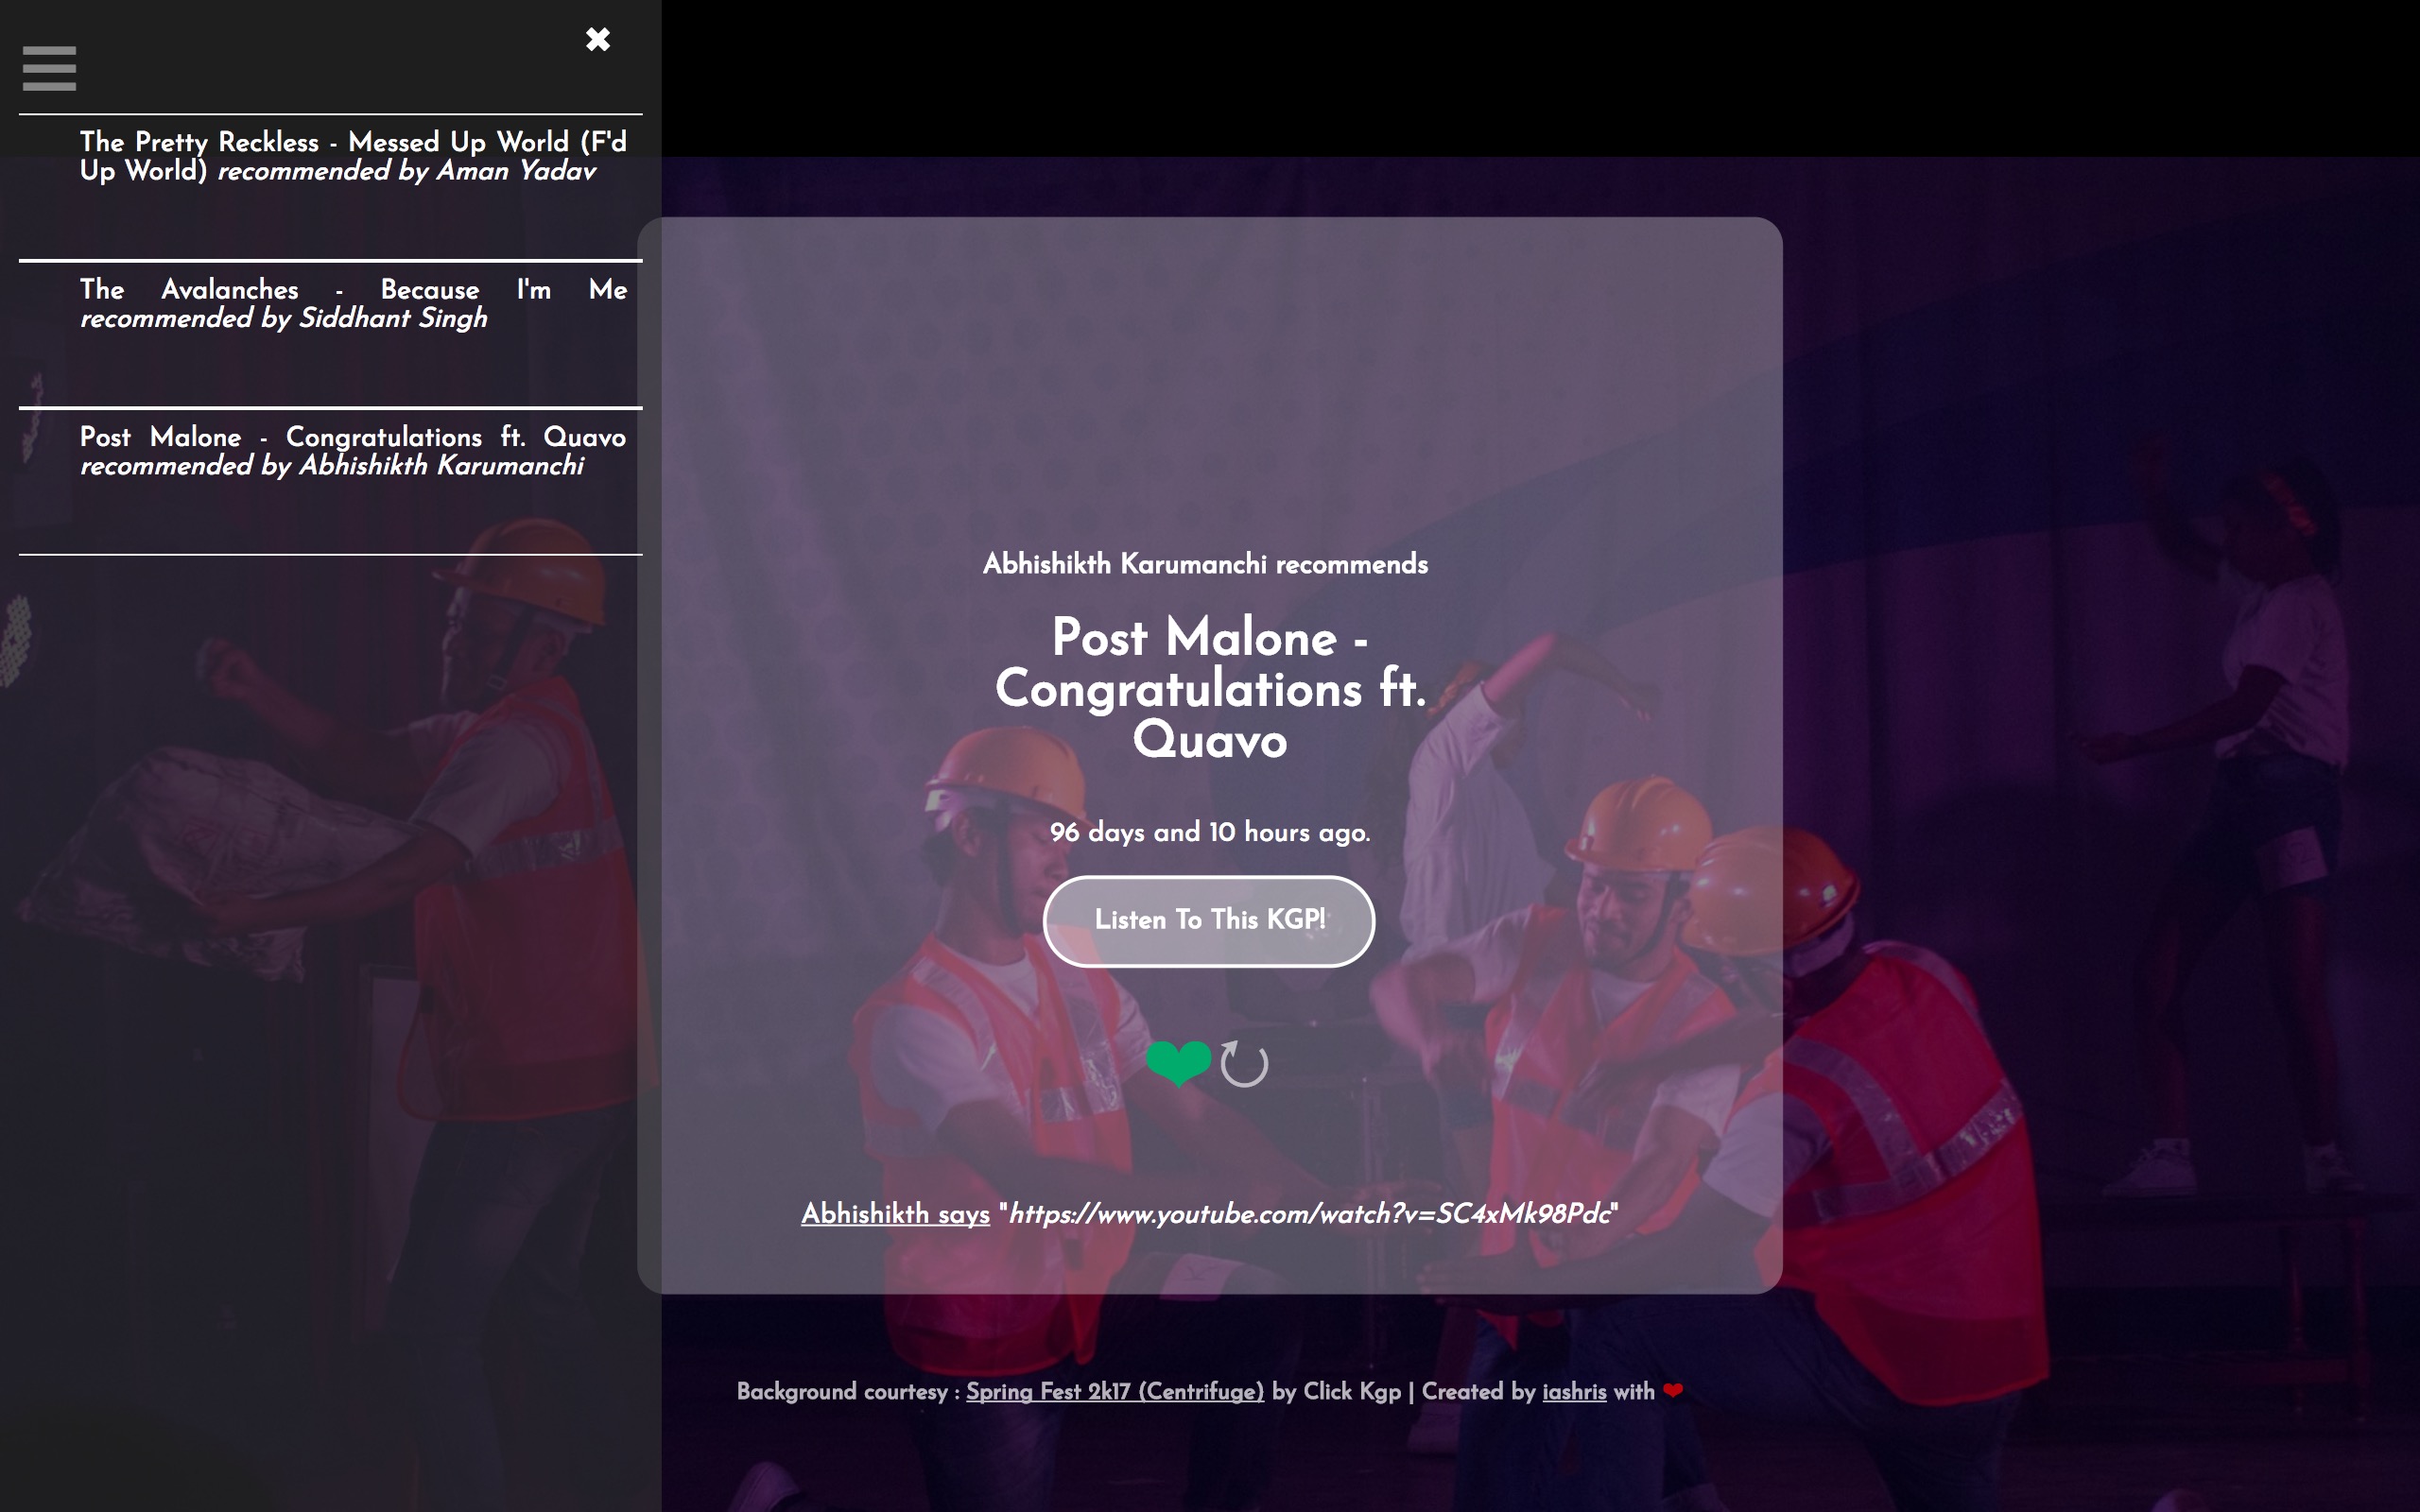 ✖
The Pretty Reckless - Messed Up World (F'd
Up World) recommended by Aman Yadav
The Avalanches - Because I'm Me
recommended by Siddhant Singh
Post Malone - Congratulations ft. Quavo
recommended by Abhishikth Karumanchi
Abhishikth Karumanchi recommends
Post Malone -
Congratulations ft.
Quavo
96 days and 10 hours ago.
Listen To This KGP!
Abhishikth says "https://www.youtube.com/watch?v=SC4xMk98Pdc"
Background courtesy : Spring Fest 2k17 (Centrifuge) by Click Kgp | Created by iashris with ❤